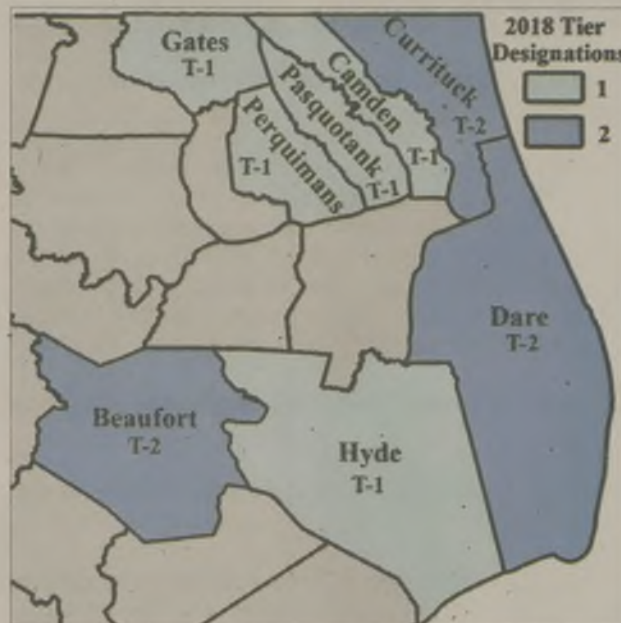 2018 Tier
Designations
1
2
Gates
T-1
Camden
T-1
Currituck
T-2
Pasquotank
T-1
Perquimans
T-1
Dare
T-2
Beaufort
T-2
Hyde
T-1